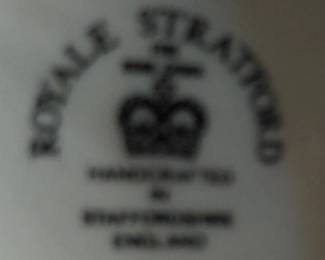 ROYALE STRATFORD
HANDCRAFTED
IN
STAFFORDSHIRE
ENGLAND